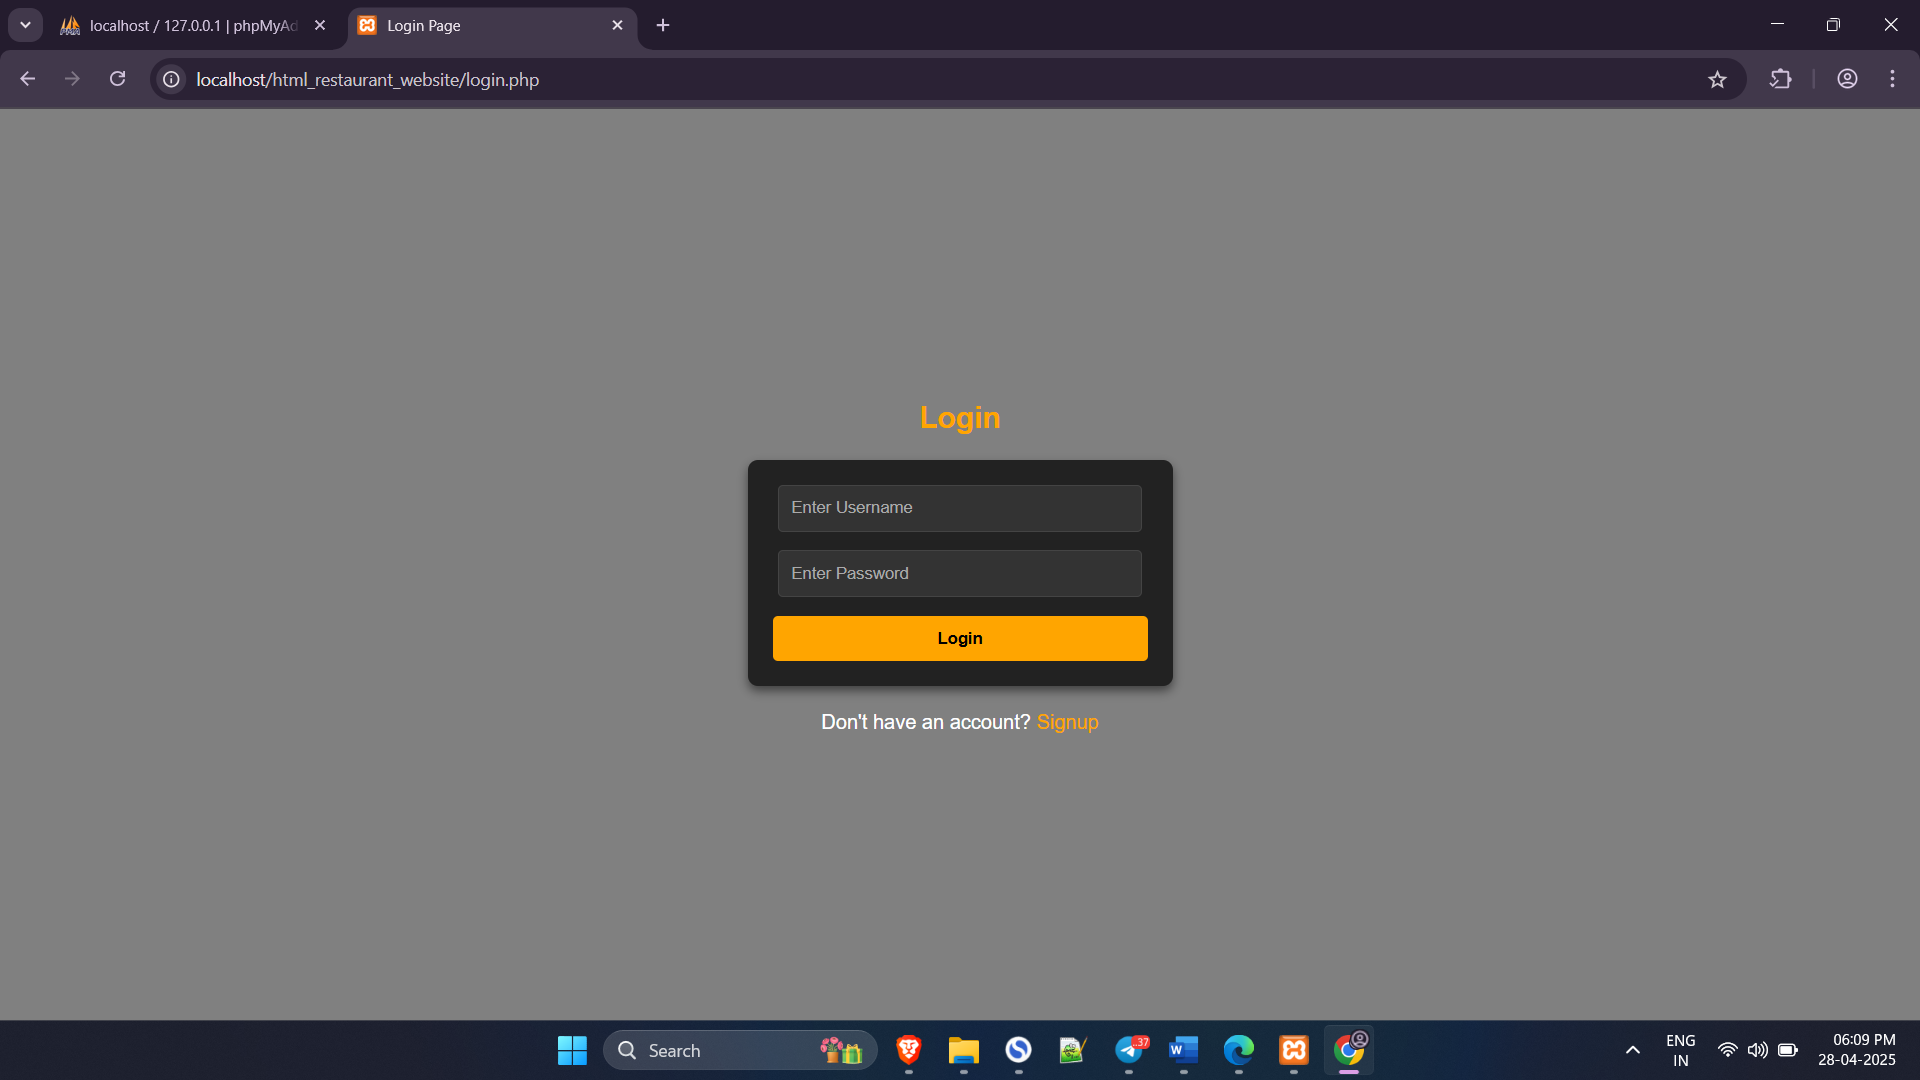 localhost / 127.0.0.1 | phpMyAd
Login Page
localhost/html_restaurant_website/login.php
Login
Enter Username
Enter Password
Login
Don't have an account? Signup
Search
37
W
ENG
IN
06:09 PM
28-04-2025